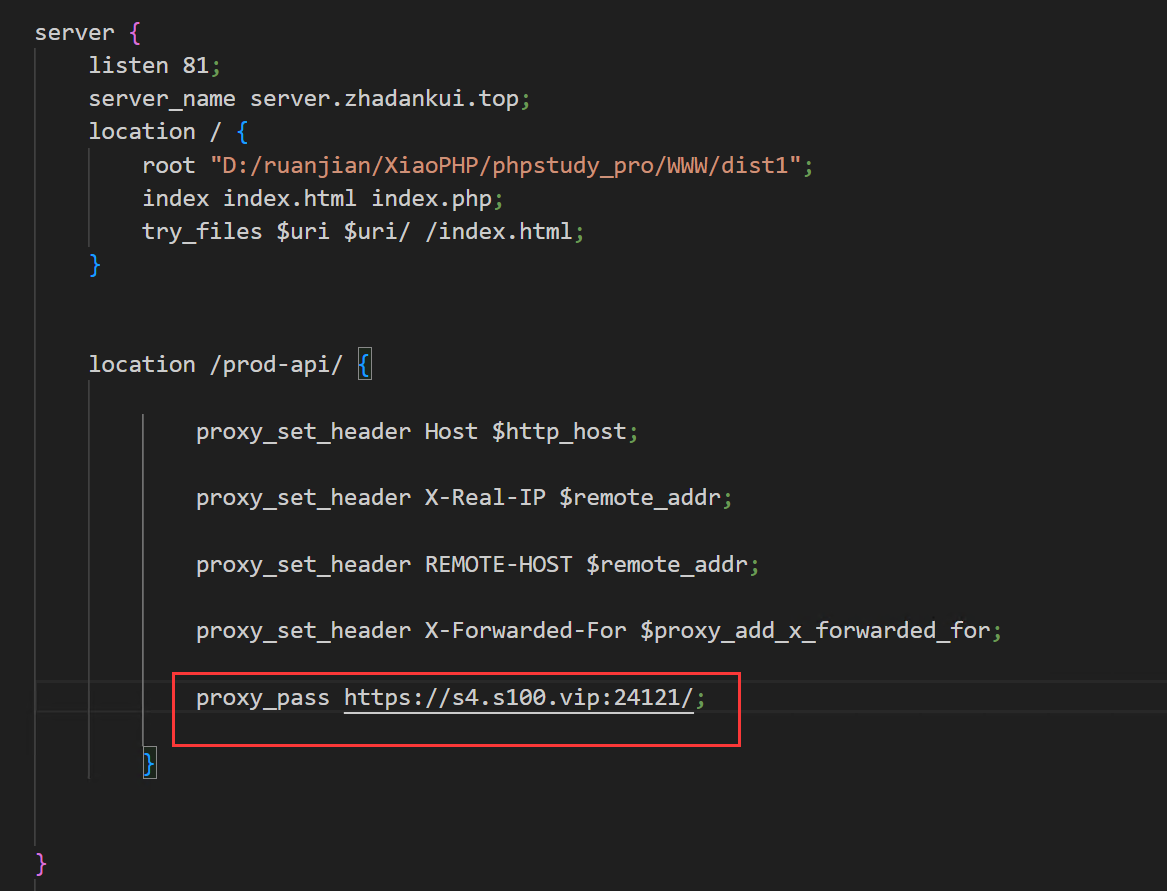 server {
listen 81;
server_name server.zhadankui.top;
location / {
root "D:/ruanjian/XiaoPHP/phpstudy_pro/WWW/dist1";
index index.html index.php;
try_files $uri $uri/ /index.html;
}
location /prod-api/ {
proxy_set_header Host $http_host;
proxy_set_header X-Real-IP $remote_addr;
proxy_set_header REMOTE-HOST $remote_addr;
proxy_set_header X-Forwarded-For $proxy_add_x_forwarded_for;
proxy_pass https://s4.s100.vip:24121/;
}
}